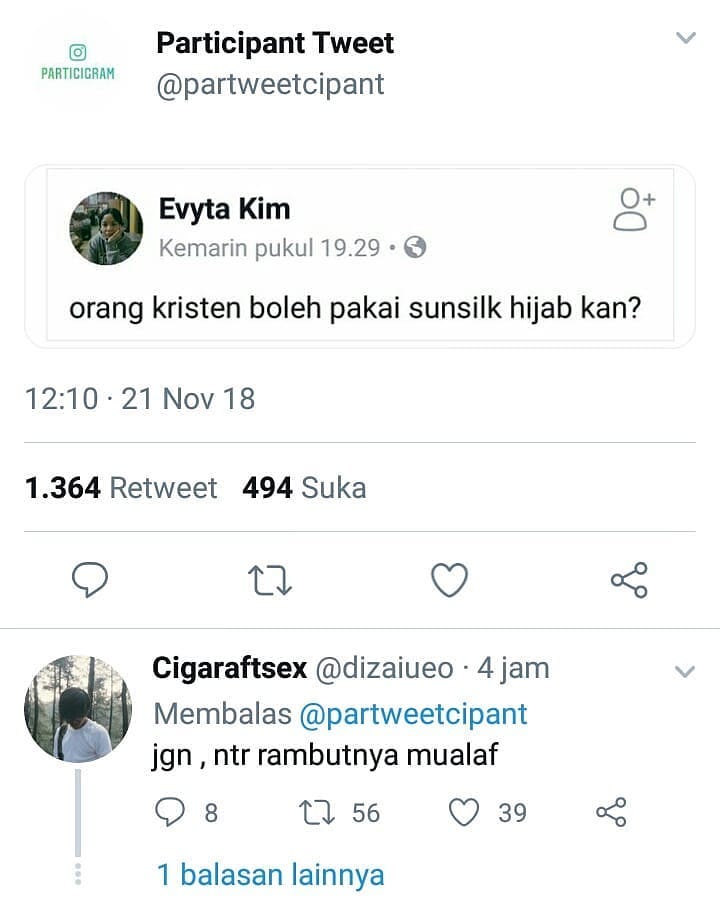 PARTICIGRAM
Participant Tweet
@partweetcipant
Evyta Kim
Kemarin pukul 19.29 •
orang kristen boleh pakai sunsilk hijab kan?
12:10 · 21 Nov 18
1.364 Retweet 494 Suka
Cigaraftsex @dizaiueo · 4 jam
Membalas @partweetcipant
jgn , ntr rambutnya mualaf
8 56 39
1 balasan lainnya